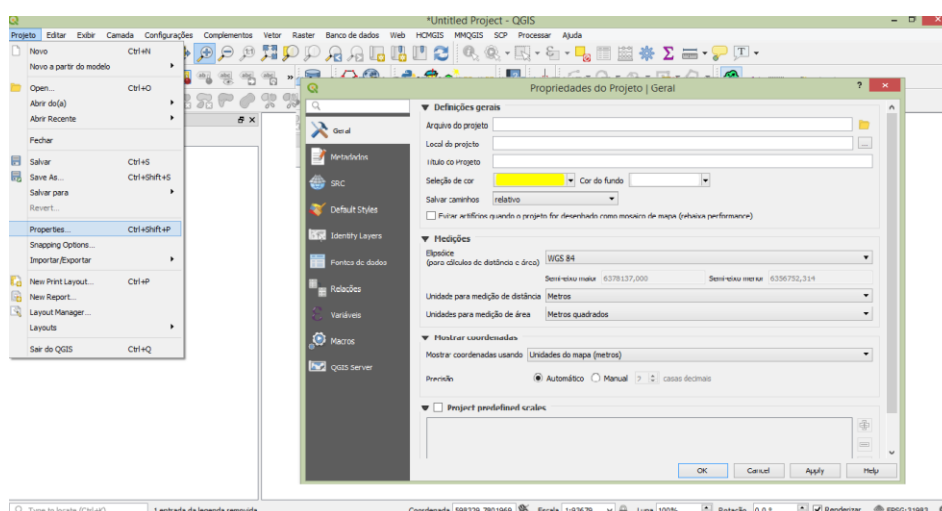 *Untitled Project - QGIS
Projeto Editar Exibir Camada Configurações Complementos Vetor Raster Banco de dados Web HCMGIS MMQGIS SCP Processar Ajuda
Novo Ctrl+N
Novo a partir do modelo
Open... Ctrl+O
Abrir do(a)
Abrir Recente
Fechar
Salvar Ctrl+S
Save As... Ctrl+Shift+S
Salvar para
Revert...
Properties... Ctrl+Shift+P
Snapping Options...
Importar/Exportar
New Print Layout... Ctrl+P
New Report...
Layout Manager...
Layouts
Sair do QGIS Ctrl+Q
Propriedades do Projeto | Geral
Geral
Metadados
SRC
Default Styles
Identify Layers
Fontes de dados
Relações
Variáveis
Macros
QGIS Server
Definições gerais
Arquivo do projeto
Local do projeto
Título do Projeto
Seleção de cor Cor do fundo
Salvar caminhos relativo
Evitar artifícios quando o projeto for desenhado como mosaico de mapa (rebaixa performance)
Medições
Elipsóide
(para cálculos de distância e área) WGS 84
Semi-eixo maior 6378137,000 Semi-eixo menor 6356752,314
Unidade para medição de distância Metros
Unidades para medição de área Metros quadrados
Mostrar coordenadas
Mostrar coordenadas usando Unidades do mapa (metros)
Precisão Automático Manual 2 casas decimais
Project predefined scales
OK Cancel Apply Help
Type to locate (Ctrl+K) 1 entrada da legenda removida. Coordenada 598229,7801969 Escala 1:92679 Lupa 100% Rotação 0,0 ° Renderizar EPSG:31983